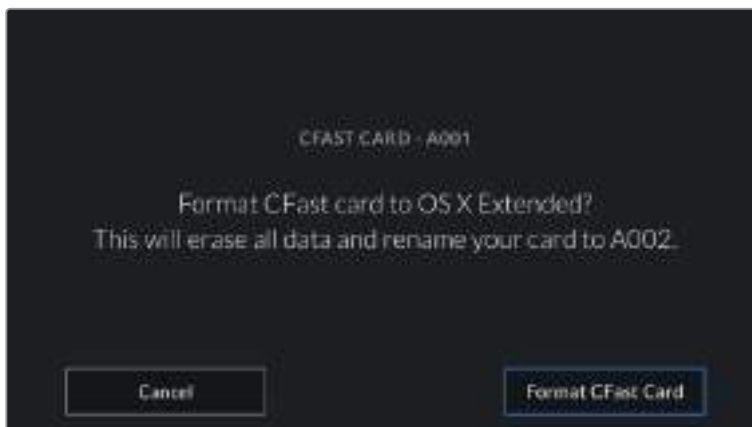 CFAST CARD - A001
Format CFast card to OS X Extended?
This will erase all data and rename your card to A002.
Cancel
Format CFast Card